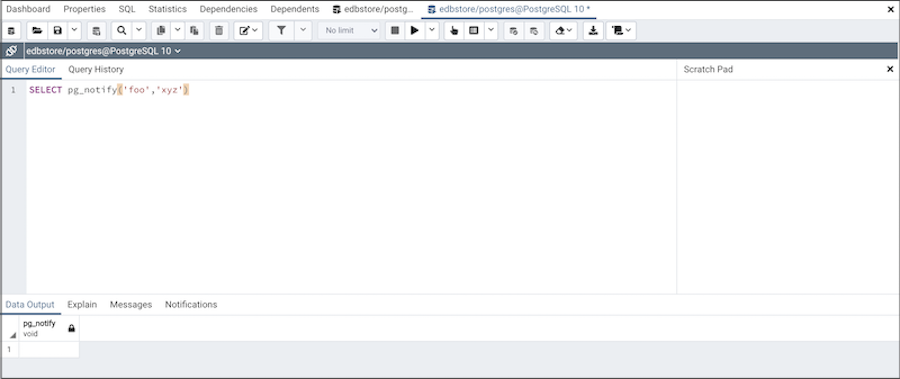 Dashboard Properties SQL Statistics Dependencies Dependents edbstore/postg... edbstore/postgres@PostgreSQL 10 *
No limit
edbstore/postgres@PostgreSQL 10
Query Editor Query History Scratch Pad
1 SELECT pg_notify('foo','xyz')
Data Output Explain Messages Notifications
pg_notify
void
1